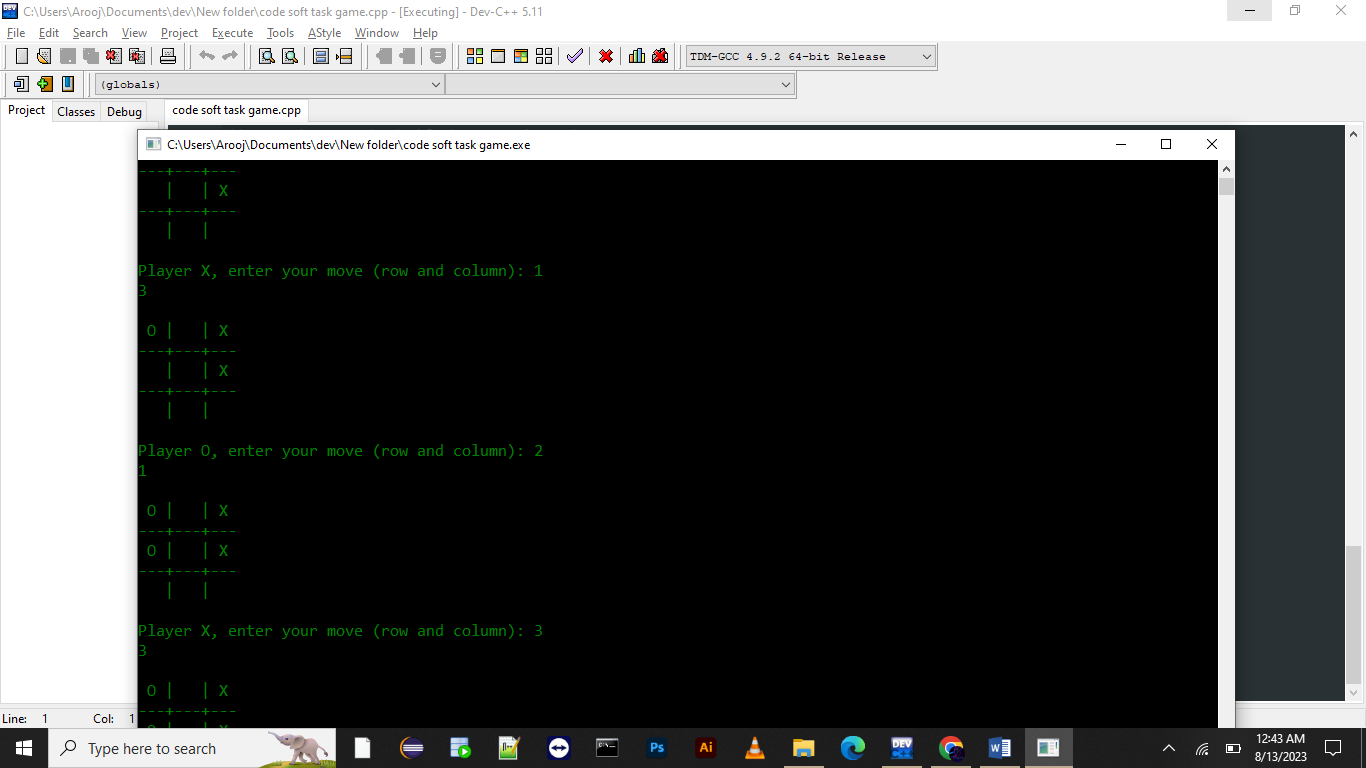 C:\Users\Arooj\Documents\dev\New folder\code soft task game.cpp - [Executing] - Dev-C++ 5.11
File Edit Search View Project Execute Tools AStyle Window Help
TDM-GCC 4.9.2 64-bit Release
(globals)
Project Classes Debug code soft task game.cpp
C:\Users\Arooj\Documents\dev\New folder\code soft task game.exe
---+---+---
   |   | X
---+---+---
   |   |
Player X, enter your move (row and column): 1
3
 O |   | X
---+---+---
   |   | X
---+---+---
   |   |
Player O, enter your move (row and column): 2
1
 O |   | X
---+---+---
 O |   | X
---+---+---
   |   |
Player X, enter your move (row and column): 3
3
 O |   | X
---+---+---
Line: 1 Col: 1
Type here to search
Ps
Ai
DEV
12:43 AM
8/13/2023